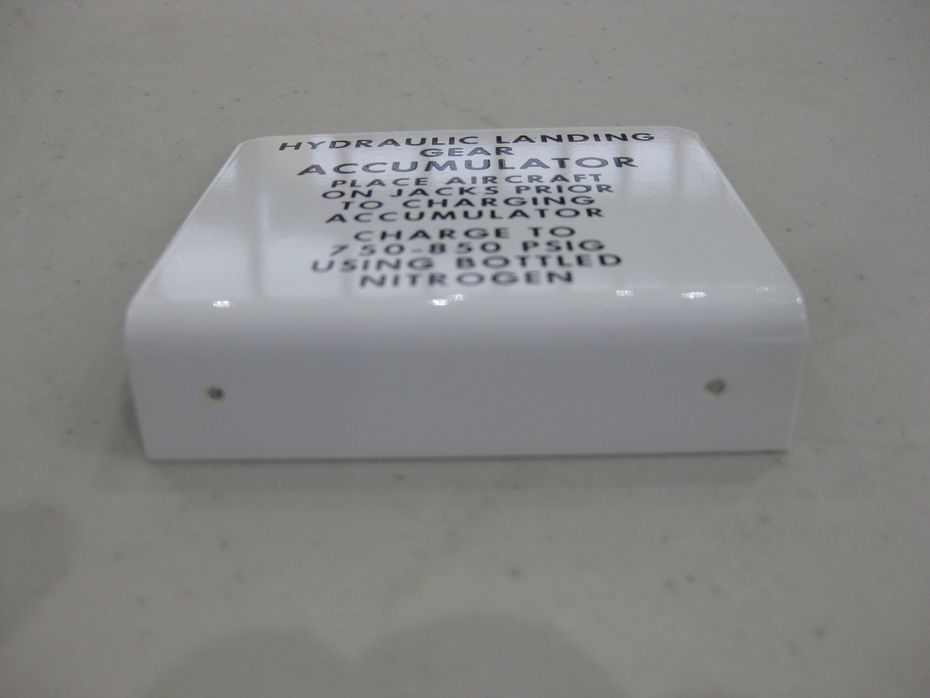 HYDRAULIC LANDING
GEAR
ACCUMULATOR
PLACE AIRCRAFT
ON JACKS PRIOR
TO CHARGING
ACCUMULATOR
CHARGE TO
750-850 PSIG
USING BOTTLED
NITROGEN